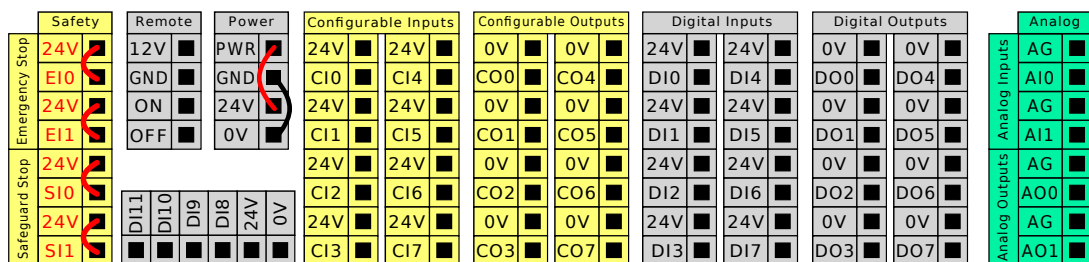 Safety
Emergency Stop
24V
EI0
24V
EI1
Safeguard Stop
24V
SI0
24V
SI1
Remote
12V
GND
ON
OFF
Power
PWR
GND
24V
0V
DI11
DI10
DI9
DI8
24V
0V
Configurable Inputs
24V 24V
CI0 CI4
24V 24V
CI1 CI5
24V 24V
CI2 CI6
24V 24V
CI3 CI7
Configurable Outputs
0V 0V
CO0 CO4
0V 0V
CO1 CO5
0V 0V
CO2 CO6
0V 0V
CO3 CO7
Digital Inputs
24V 24V
DI0 DI4
24V 24V
DI1 DI5
24V 24V
DI2 DI6
24V 24V
DI3 DI7
Digital Outputs
0V 0V
DO0 DO4
0V 0V
DO1 DO5
0V 0V
DO2 DO6
0V 0V
DO3 DO7
Analog
Analog Inputs
AG
AI0
AG
AI1
Analog Outputs
AG
AO0
AG
AO1